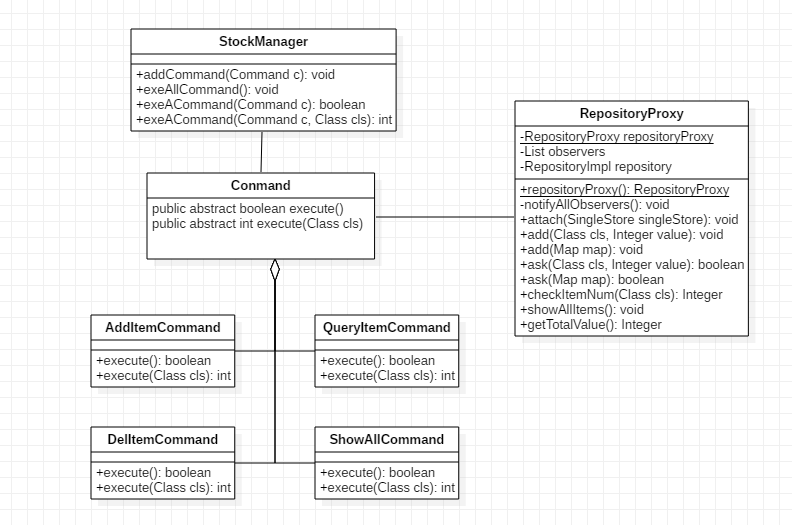 StockManager
+addCommand(Command c): void
+exeAllCommand(): void
+exeACommand(Command c): boolean
+exeACommand(Command c, Class cls): int
RepositoryProxy
-RepositoryProxy repositoryProxy
-List observers
-RepositoryImpl repository
+repositoryProxy(): RepositoryProxy
-notifyAllObservers(): void
+attach(SingleStore singleStore): void
+add(Class cls, Integer value): void
+add(Map map): void
+ask(Class cls, Integer value): boolean
+ask(Map map): boolean
+checkItemNum(Class cls): Integer
+showAllItems(): void
+getTotalValue(): Integer
Conmand
public abstract boolean execute()
public abstract int execute(Class cls)
AddItemCommand
+execute(): boolean
+execute(Class cls): int
QueryItemCommand
+execute(): boolean
+execute(Class cls): int
DelItemCommand
+execute(): boolean
+execute(Class cls): int
ShowAllCommand
+execute(): boolean
+execute(Class cls): int